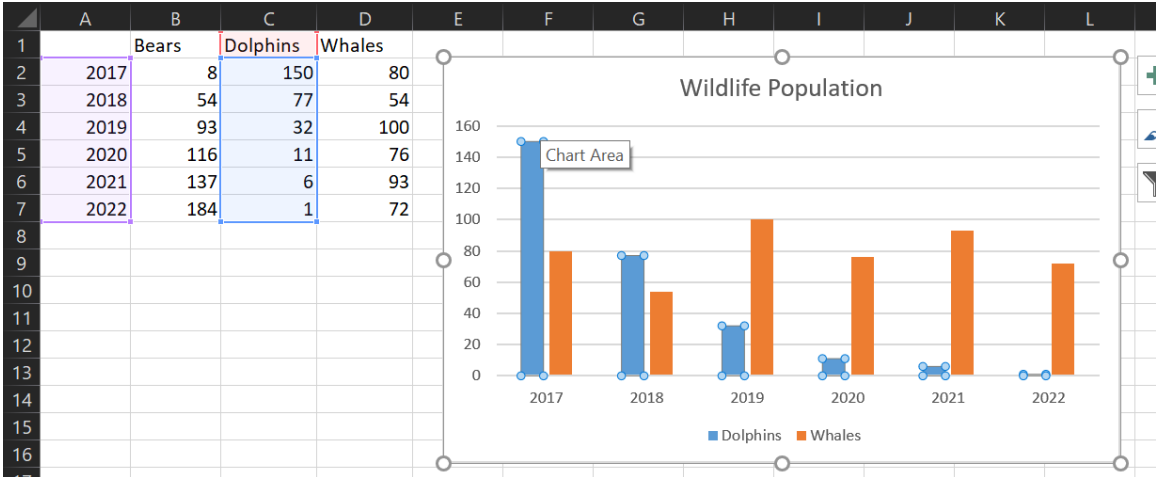 A B C D E F G H I J K L
1 Bears Dolphins Whales
2 2017 8 150 80
3 2018 54 77 54
4 2019 93 32 100
5 2020 116 11 76
6 2021 137 6 93
7 2022 184 1 72
8
9
10
11
12
13
14
15
16
Wildlife Population
160
140
Chart Area
120
100
80
60
40
20
0
2017 2018 2019 2020 2021 2022
Dolphins Whales